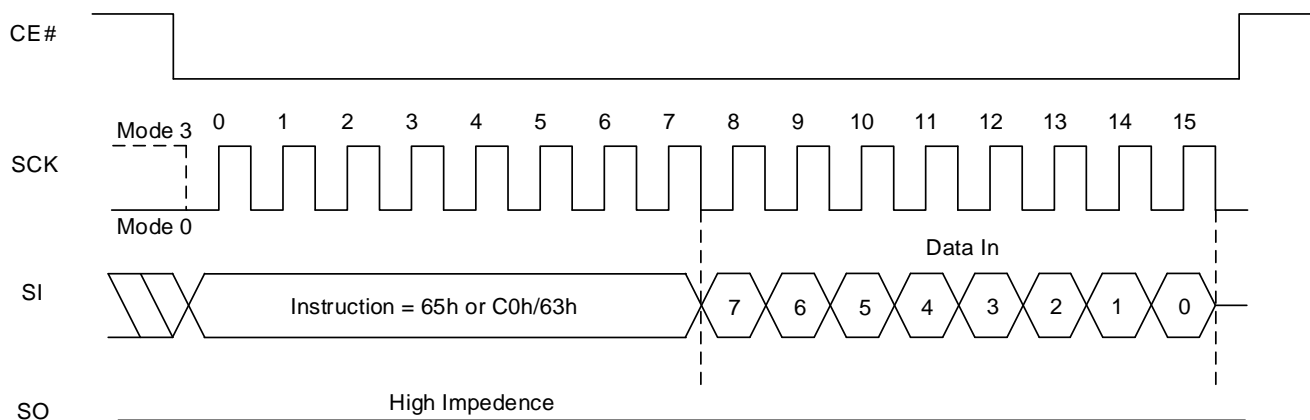 CE#
Mode 3
0 1 2 3 4 5 6 7 8 9 10 11 12 13 14 15
SCK
Mode 0
Data In
SI
Instruction = 65h or C0h/63h
7 6 5 4 3 2 1 0
High Impedence
SO